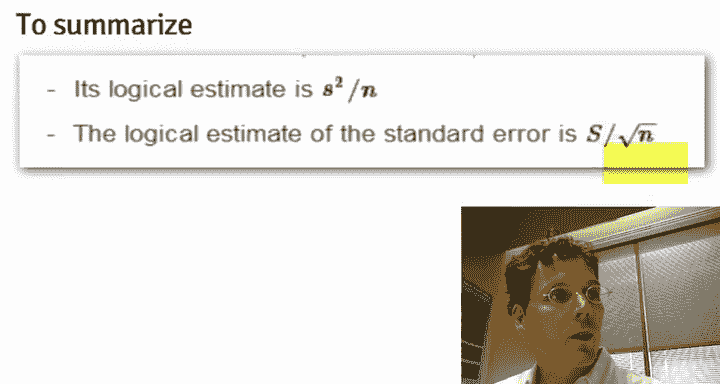 To summarize
- Its logical estimate is s²/n
- The logical estimate of the standard error is S/√n